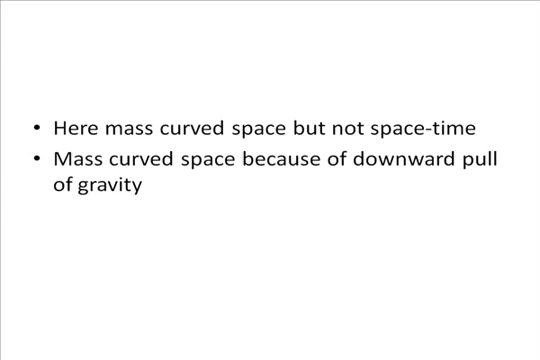 • Here mass curved space but not space-time
• Mass curved space because of downward pull
of gravity